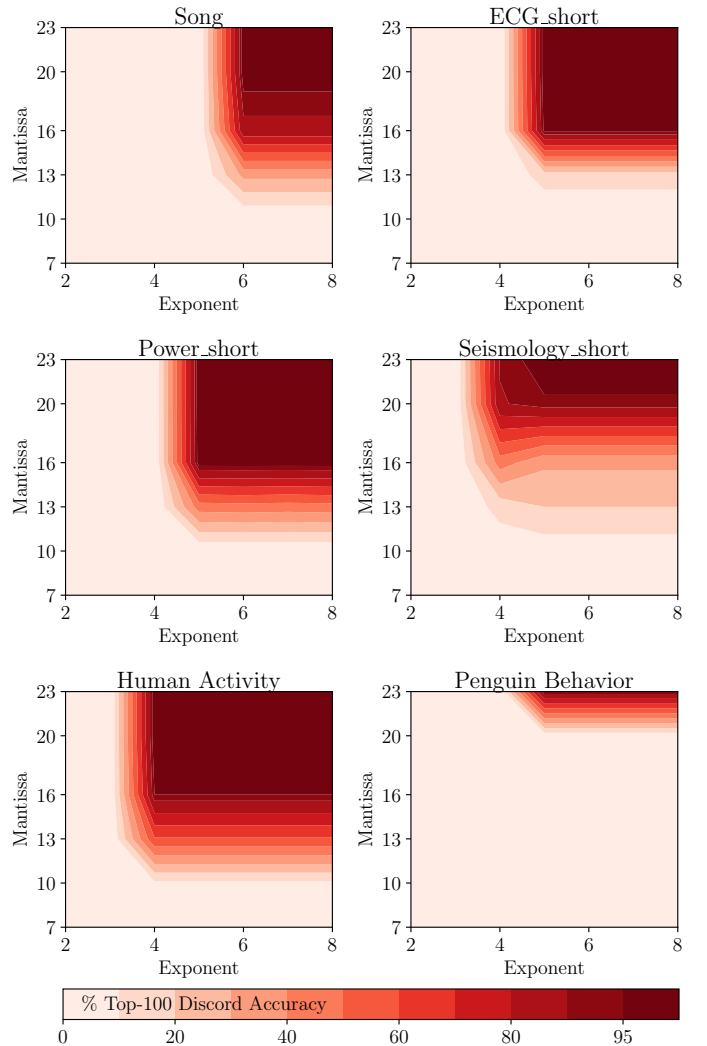 Song ECG_short
23 23
20 20
16 16
13 13
10 10
7 7
Mantissa Mantissa
2 4 6 8 2 4 6 8
Exponent Exponent
Power_short Seismology_short
23 23
20 20
16 16
13 13
10 10
7 7
Mantissa Mantissa
2 4 6 8 2 4 6 8
Exponent Exponent
Human Activity Penguin Behavior
23 23
20 20
16 16
13 13
10 10
7 7
Mantissa Mantissa
2 4 6 8 2 4 6 8
Exponent Exponent
% Top-100 Discord Accuracy
0 20 40 60 80 95